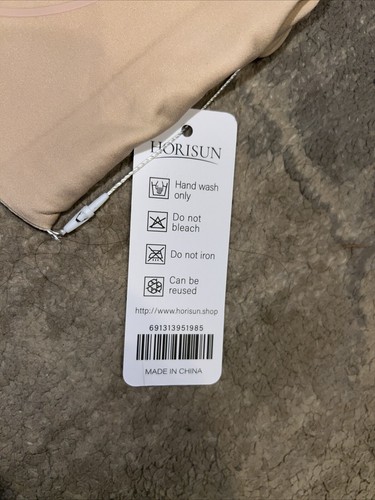 HORISUN
Hand wash
only
Do not
bleach
Do not iron
Can be
reused
http://www.horisun.shop
691313951985
MADE IN CHINA